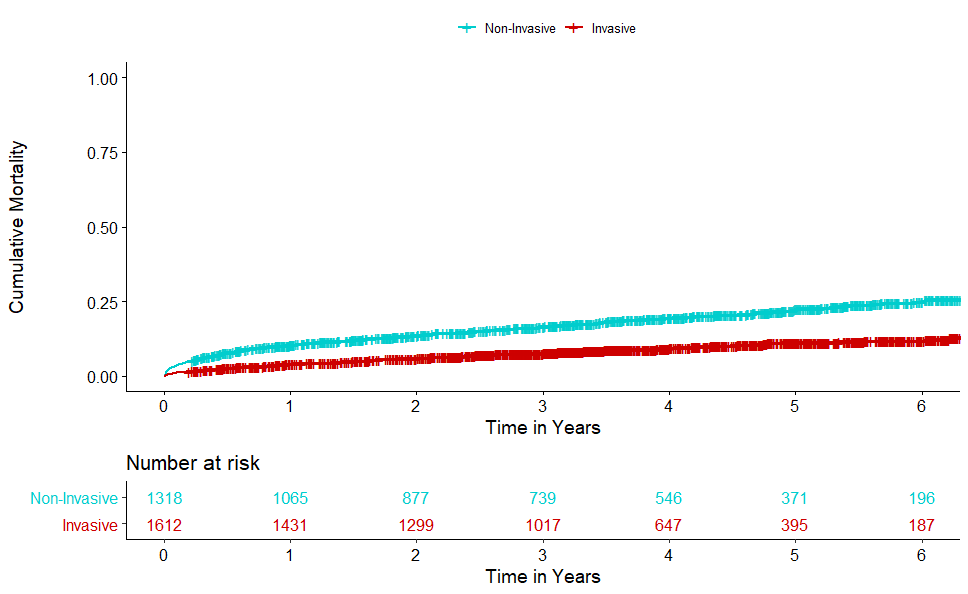 Non-Invasive Invasive
Cumulative Mortality
1.00
0.75
0.50
0.25
0.00
0 1 2 3 4 5 6
Time in Years
Number at risk
Non-Invasive 1318 1065 877 739 546 371 196
Invasive 1612 1431 1299 1017 647 395 187
0 1 2 3 4 5 6
Time in Years